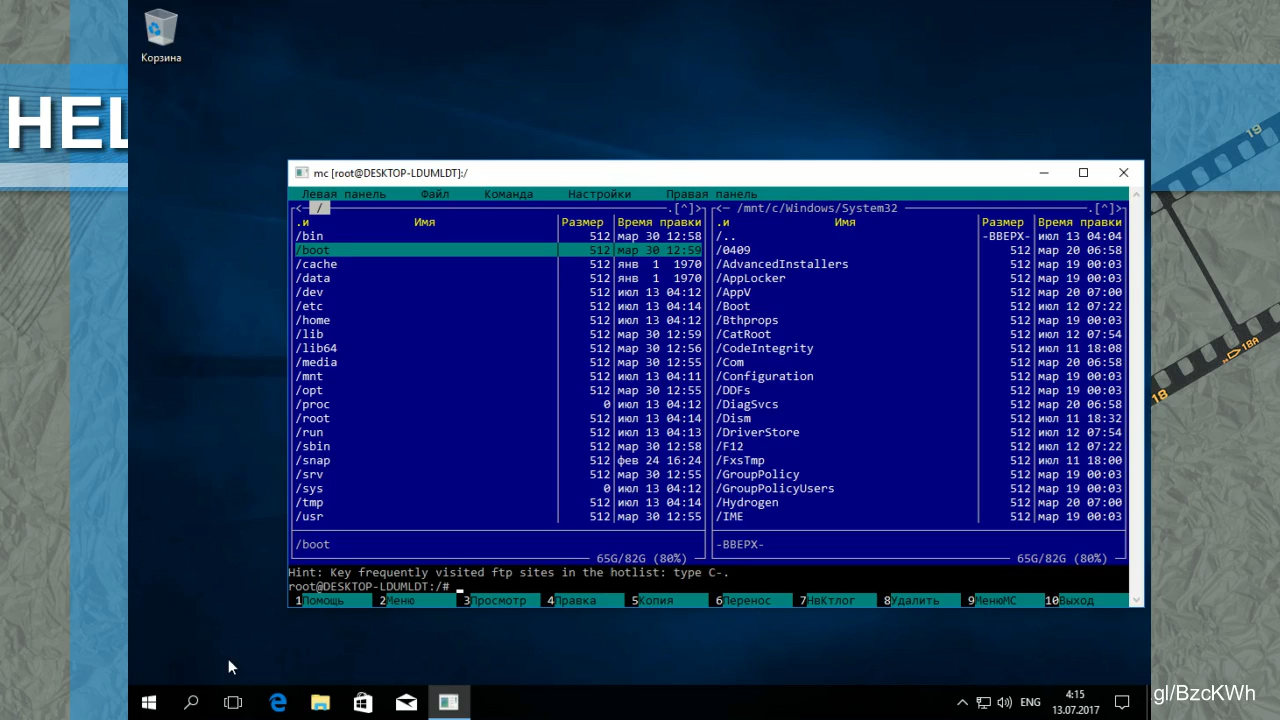 Корзина
HEL
mc [root@DESKTOP-LDUMLDT]:/
Левая панель Файл Команда Настройки Правая панель
<─ / .[^]>
.и Имя Размер Время правки
/bin 512 мар 30 12:58
/boot 512 мар 30 12:59
/cache 512 янв 1 1970
/data 512 янв 1 1970
/dev 512 июл 13 04:12
/etc 512 июл 13 04:14
/home 512 июл 13 04:12
/lib 512 мар 30 12:59
/lib64 512 мар 30 12:56
/media 512 мар 30 12:55
/mnt 512 июл 13 04:11
/opt 512 мар 30 12:55
/proc 0 июл 13 04:12
/root 512 июл 13 04:14
/run 512 июл 13 04:13
/sbin 512 мар 30 12:58
/snap 512 фев 24 16:24
/srv 512 мар 30 12:55
/sys 0 июл 13 04:12
/tmp 512 июл 13 04:14
/usr 512 мар 30 12:55
/boot
65G/82G (80%)
<─ /mnt/c/Windows/System32 .[^]>
.и Имя Размер Время правки
/.. -ВВЕРХ- июл 13 04:04
/0409 512 мар 20 06:58
/AdvancedInstallers 512 мар 19 00:03
/AppLocker 512 мар 19 00:03
/AppV 512 мар 20 07:00
/Boot 512 июл 12 07:22
/Bthprops 512 мар 19 00:03
/CatRoot 512 июл 12 07:54
/CodeIntegrity 512 июл 11 18:08
/Com 512 мар 20 06:58
/Configuration 512 мар 19 00:03
/DDFs 512 мар 19 00:03
/DiagSvcs 512 мар 20 06:58
/Dism 512 июл 11 18:32
/DriverStore 512 июл 12 07:54
/F12 512 июл 12 07:22
/FxsTmp 512 июл 11 18:00
/GroupPolicy 512 мар 19 00:03
/GroupPolicyUsers 512 мар 19 00:03
/Hydrogen 512 мар 20 07:00
/IME 512 мар 19 00:03
-ВВЕРХ-
65G/82G (80%)
Hint: Key frequently visited ftp sites in the hotlist: type C-.
root@DESKTOP-LDUMLDT:/#
1Помощь 2Меню 3Просмотр 4Правка 5Копия 6Перенос 7НвКтлог 8Удалить 9МенюМС 10Выход
19
18A
18
ENG
4:15
13.07.2017
gl/BzcKWh